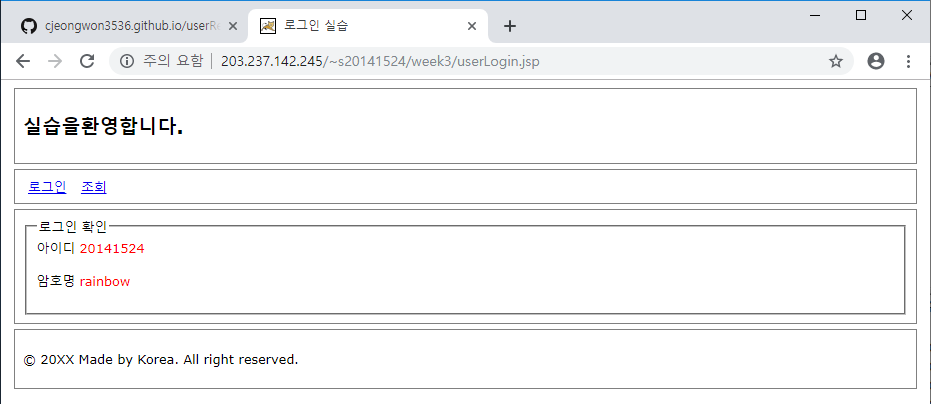 cjeongwon3536.github.io/userRe
로그인 실습
주의 요함 | 203.237.142.245/~s20141524/week3/userLogin.jsp
실습을환영합니다.
로그인 조회
로그인 확인
아이디 20141524
암호명 rainbow
© 20XX Made by Korea. All right reserved.